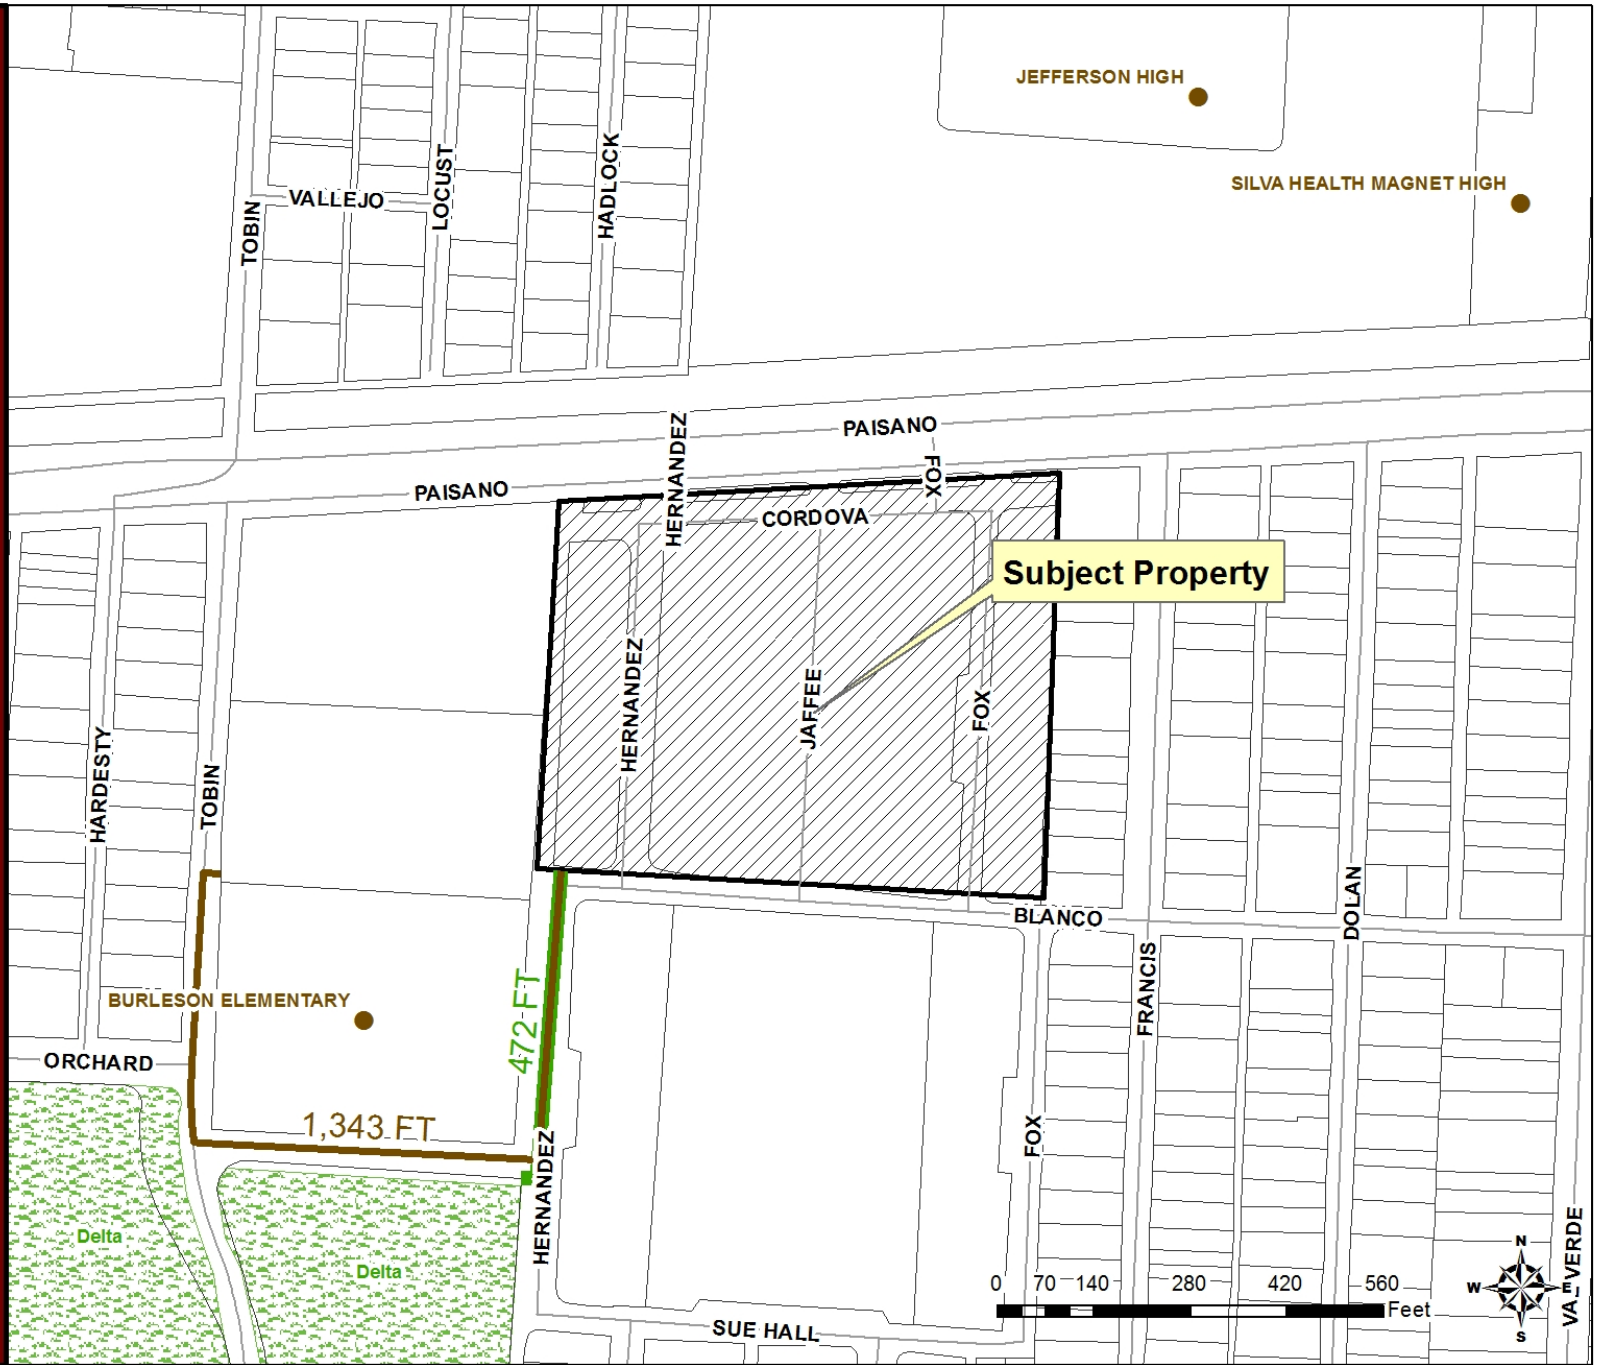 JEFFERSON HIGH
SILVA HEALTH MAGNET HIGH
VALLEJO
LOCUST
HADLOCK
TOBIN
PAISANO
HERNANDEZ
FOX
PAISANO
CORDOVA
Subject Property
HERNANDEZ
JAFFEE
FOX
HARDESTY
TOBIN
DOLAN
BLANCO
FRANCIS
BURLESON ELEMENTARY
472 FT
ORCHARD
1,343 FT
FOX
HERNANDEZ
Delta
Delta
VALVERDE
N
W
E
S
0 70 140 280 420 560
Feet
SUE HALL